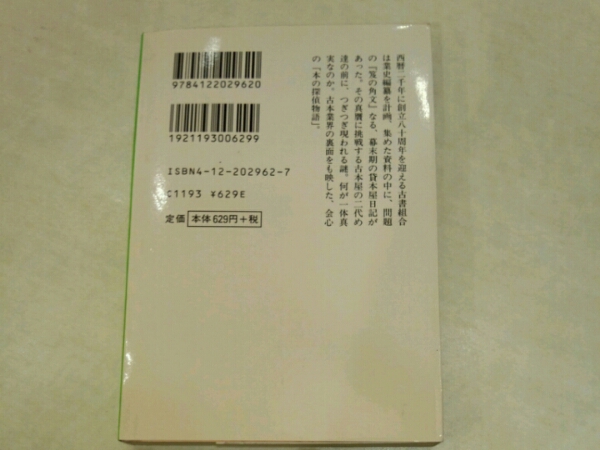 西暦二千年に創立八十周年を迎える古書組合
は業史編纂を計画。集めた資料の中に、問題
の『笈の角文』なる、幕末期の貸本屋日記が
あった。その真贋に挑戦する古本屋の二代め
達の前に、つぎつぎ現われる謎。何が一体真
実なのか。古本業界の裏面をも映した、会心
の「本の探偵物語」。
9784122029620
1921193006299
ISBN4-12-202962-7
C1193 ¥629E
定価 本体629円+税